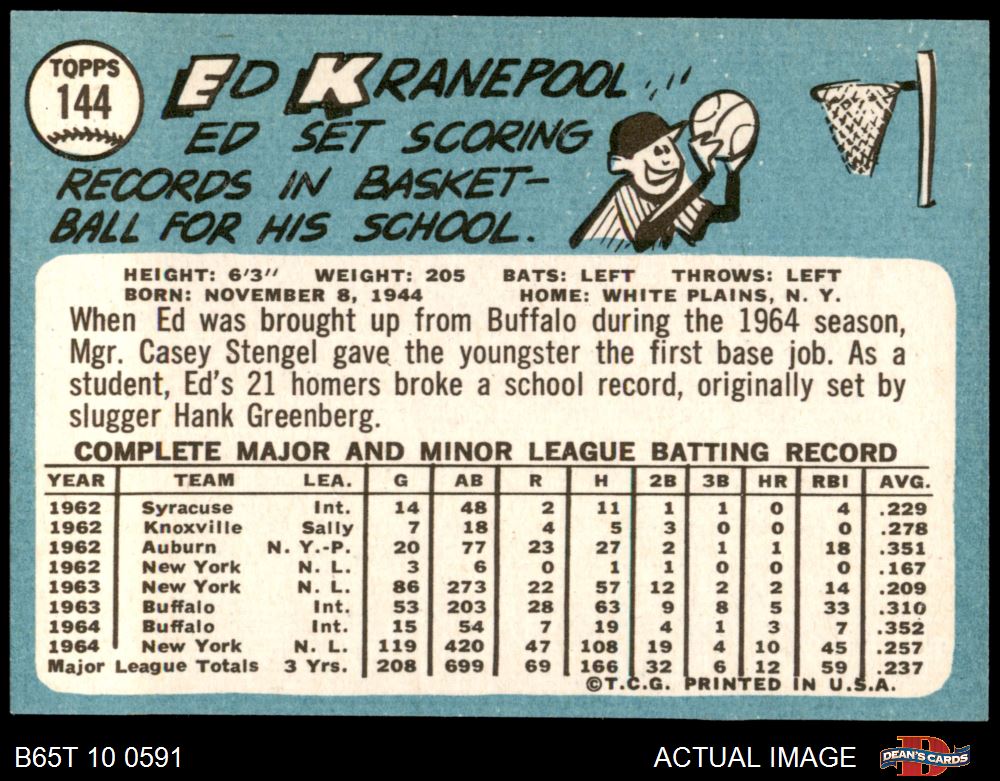 TOPPS
144
ED KRANEPOOL
ED SET SCORING
RECORDS IN BASKET-
BALL FOR HIS SCHOOL.
HEIGHT: 6'3" WEIGHT: 205 BATS: LEFT THROWS: LEFT
BORN: NOVEMBER 8, 1944 HOME: WHITE PLAINS, N. Y.
When Ed was brought up from Buffalo during the 1964 season,
Mgr. Casey Stengel gave the youngster the first base job. As a
student, Ed's 21 homers broke a school record, originally set by
slugger Hank Greenberg.
COMPLETE MAJOR AND MINOR LEAGUE BATTING RECORD
YEAR TEAM LEA. G AB R H 2B 3B HR RBI AVG.
1962 Syracuse Int. 14 48 2 11 1 1 0 4 .229
1962 Knoxville Sally 7 18 4 5 3 0 0 0 .278
1962 Auburn N. Y.-P. 20 77 23 27 2 1 1 18 .351
1962 New York N. L. 3 6 0 1 1 0 0 0 .167
1963 New York N. L. 86 273 22 57 12 2 2 14 .209
1963 Buffalo Int. 53 203 28 63 9 8 5 33 .310
1964 Buffalo Int. 15 54 7 19 4 1 3 7 .352
1964 New York N. L. 119 420 47 108 19 4 10 45 .257
Major League Totals 3 Yrs. 208 699 69 166 32 6 12 59 .237
©T.C.G. PRINTED IN U.S.A.
B65T 10 0591 ACTUAL IMAGE DEAN'S CARDS